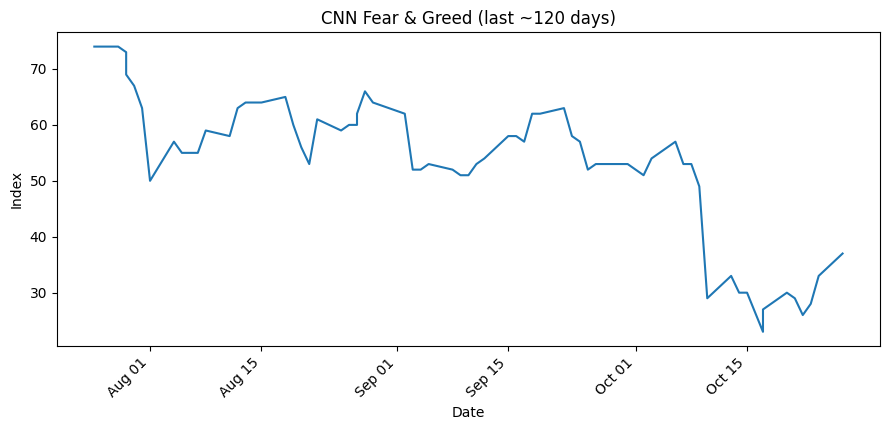 CNN Fear & Greed (last ~120 days)
Index
70
60
50
40
30
Aug 01
Aug 15
Sep 01
Sep 15
Oct 01
Oct 15
Date